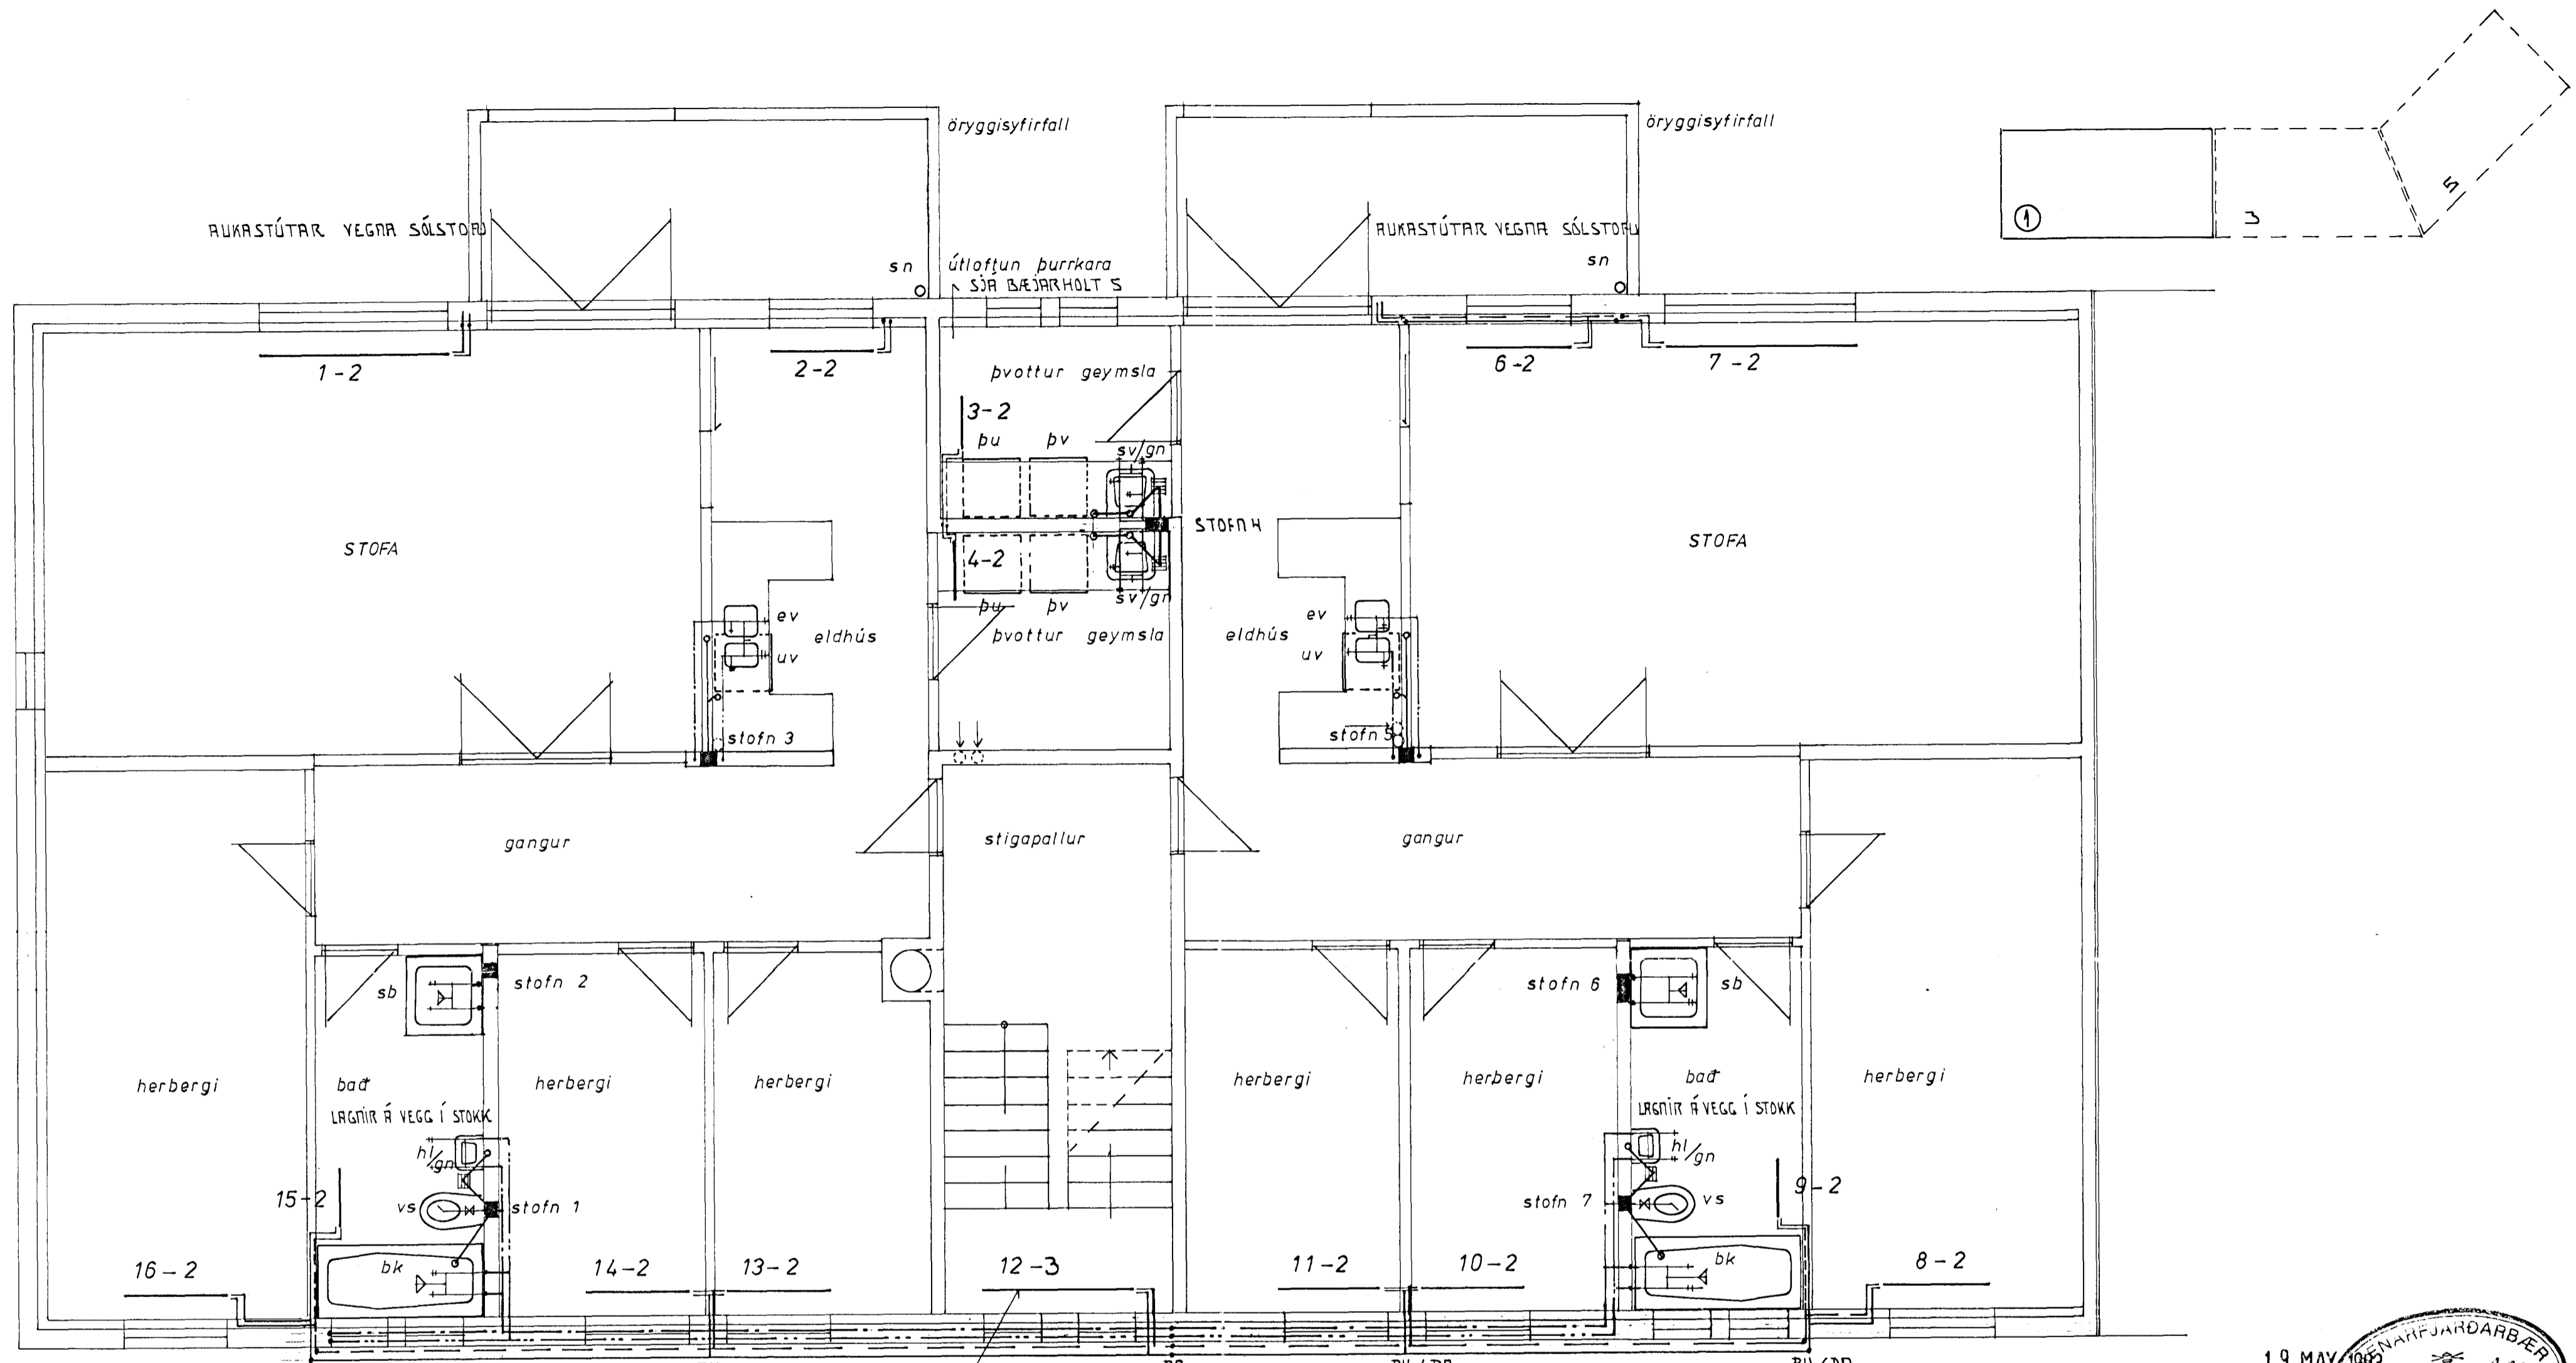 öryggisyfirfall
öryggisyfirfall
AUKASTÚTAR VEGNA SÓLSTOFU
AUKASTÚTAR VEGNA SÓLSTOFU
1
3
5
sn
útloftun þurrkara
SJÁ BÆJARHOLT 5
sn
1-2
2-2
þvottur geymsla
6-2
7-2
3-2
þu
þv
sv/gn
STOFN 4
STOFA
STOFA
4-2
þu
þv
sv/gn
ev
eldhús
þvottur geymsla
eldhús
ev
uv
uv
stofn 3
stofn 5
gangur
stigapallur
gangur
sb
stofn 2
stofn 6
sb
herbergi
bað
herbergi
herbergi
herbergi
herbergi
bað
herbergi
LAGNIR Á VEGG Í STOKK
LAGNIR Á VEGG Í STOKK
hl/gn
hl/gn
15-2
vs
stofn 1
stofn 7
vs
9-2
16-2
bk
14-2
13-2
12-3
11-2
10-2
bk
8-2
19 MAY